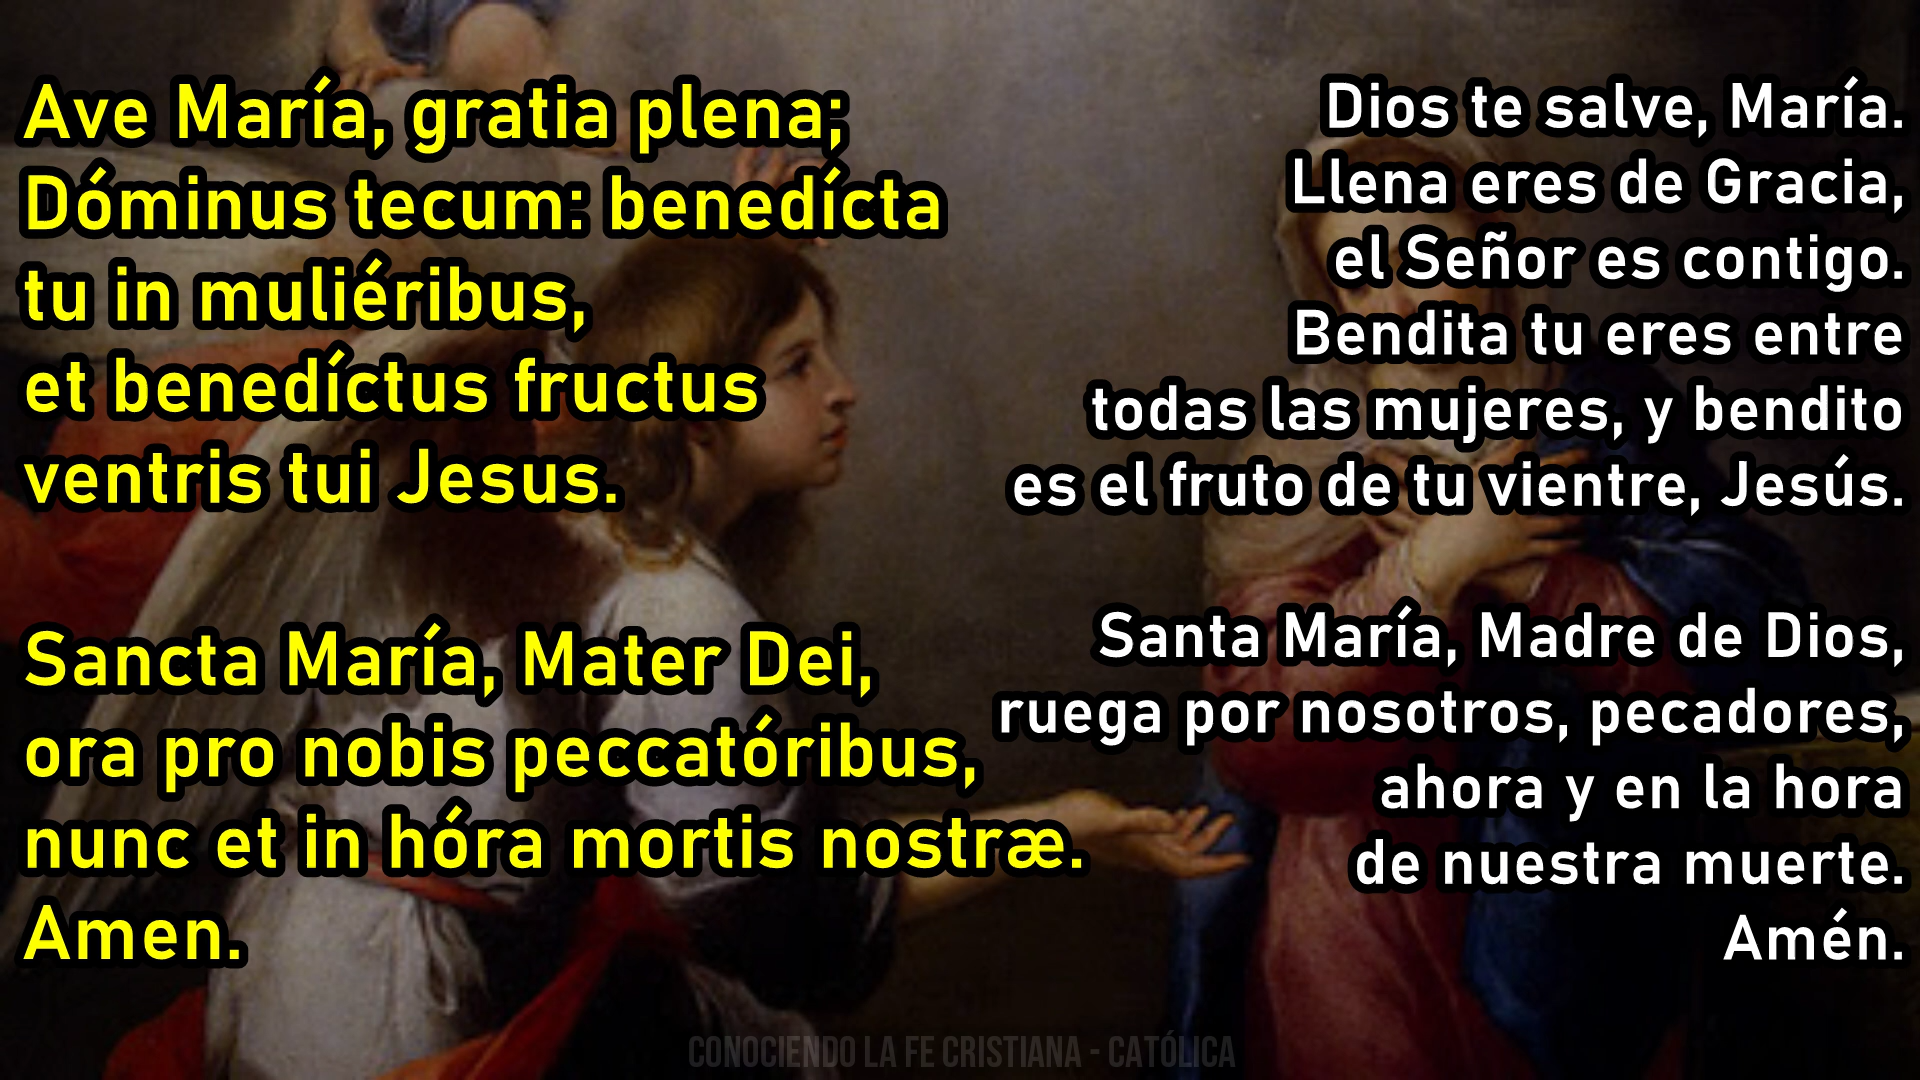 Ave María, gratia plena;
Dóminus tecum: benedícta
tu in muliéribus,
et benedíctus fructus
ventris tui Jesus.
Sancta María, Mater Dei,
ora pro nobis peccatóribus,
nunc et in hóra mortis nostræ.
Amen.
Dios te salve, María.
Llena eres de Gracia,
el Señor es contigo.
Bendita tu eres entre
todas las mujeres, y bendito
es el fruto de tu vientre, Jesús.
Santa María, Madre de Dios,
ruega por nosotros, pecadores,
ahora y en la hora
de nuestra muerte.
Amén.
CONOCIENDO LA FE CRISTIANA - CATÓLICA